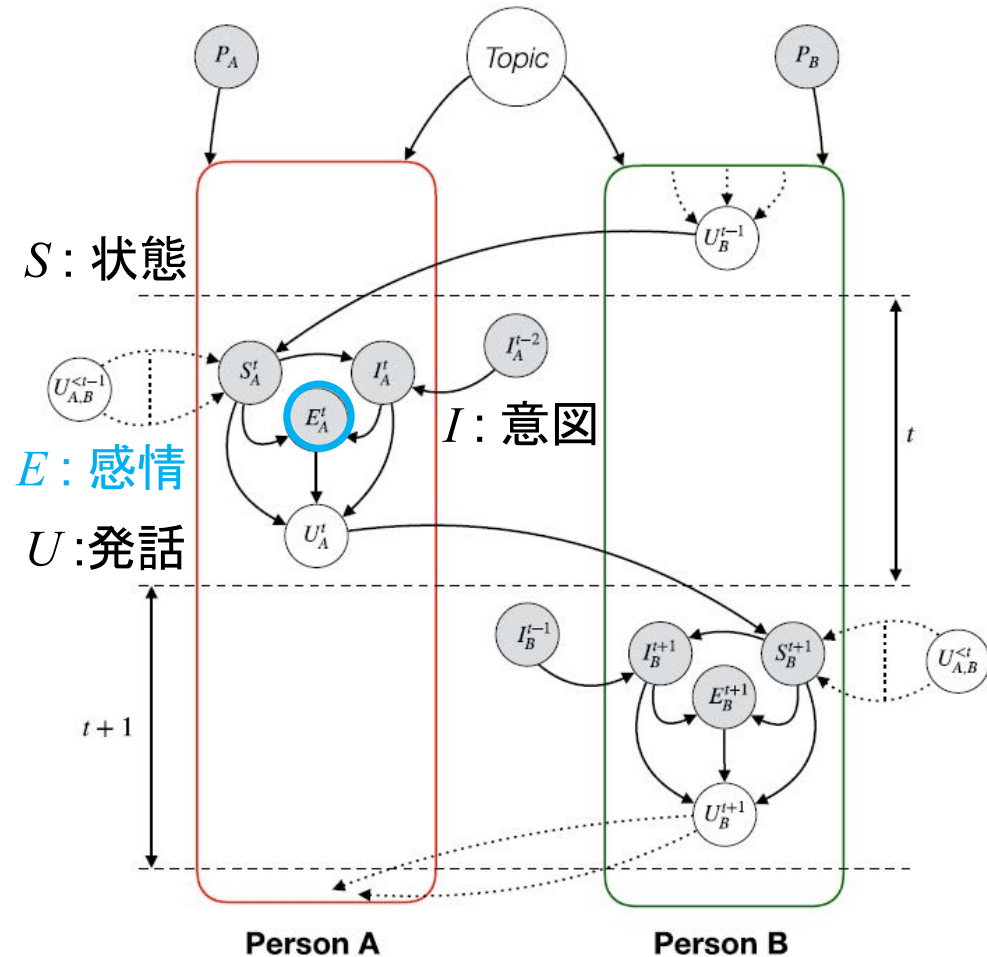 P_A
Topic
P_B
U_B^{t-1}
S : 状態
I_A^{t-2}
S_A^t
I_A^t
U_{A,B}^{<t-1}
E_A^t
I : 意図
t
E : 感情
U_A^t
U :発話
I_B^{t-1}
I_B^{t+1}
S_B^{t+1}
U_{A,B}^{<t}
E_B^{t+1}
t + 1
U_B^{t+1}
Person A
Person B